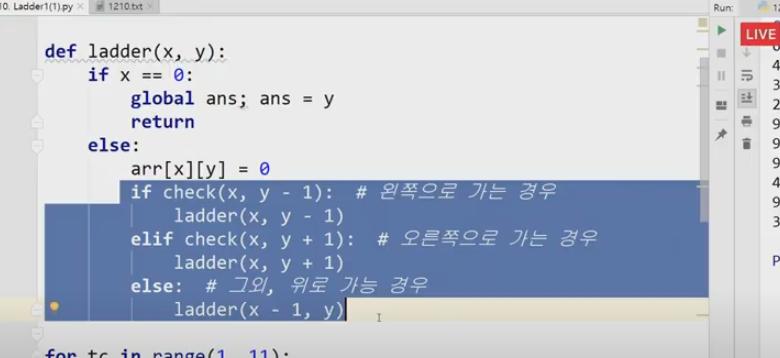 10. Ladder1(1).py 1210.txt Run:
LIVE
def ladder(x, y):
if x == 0:
global ans; ans = y
return
else:
arr[x][y] = 0
if check(x, y - 1):  # 왼쪽으로 가는 경우
ladder(x, y - 1)
elif check(x, y + 1):  # 오른쪽으로 가는 경우
ladder(x, y + 1)
else:  # 그외, 위로 가능 경우
ladder(x - 1, y)
for tc in range(1, 11):
4
3
2
9
9
9
4
9
3
P